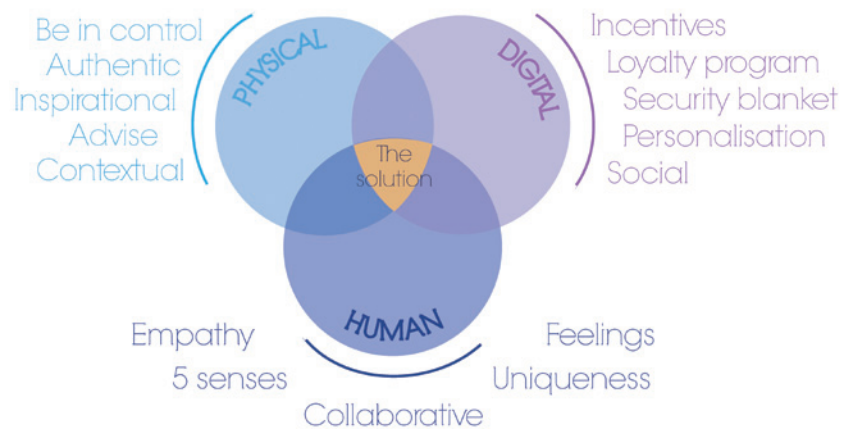 Be in control
Authentic
Inspirational
Advise
Contextual
PHYSICAL
DIGITAL
Incentives
Loyalty program
Security blanket
Personalisation
Social
The
solution
HUMAN
Empathy
5 senses
Collaborative
Uniqueness
Feelings